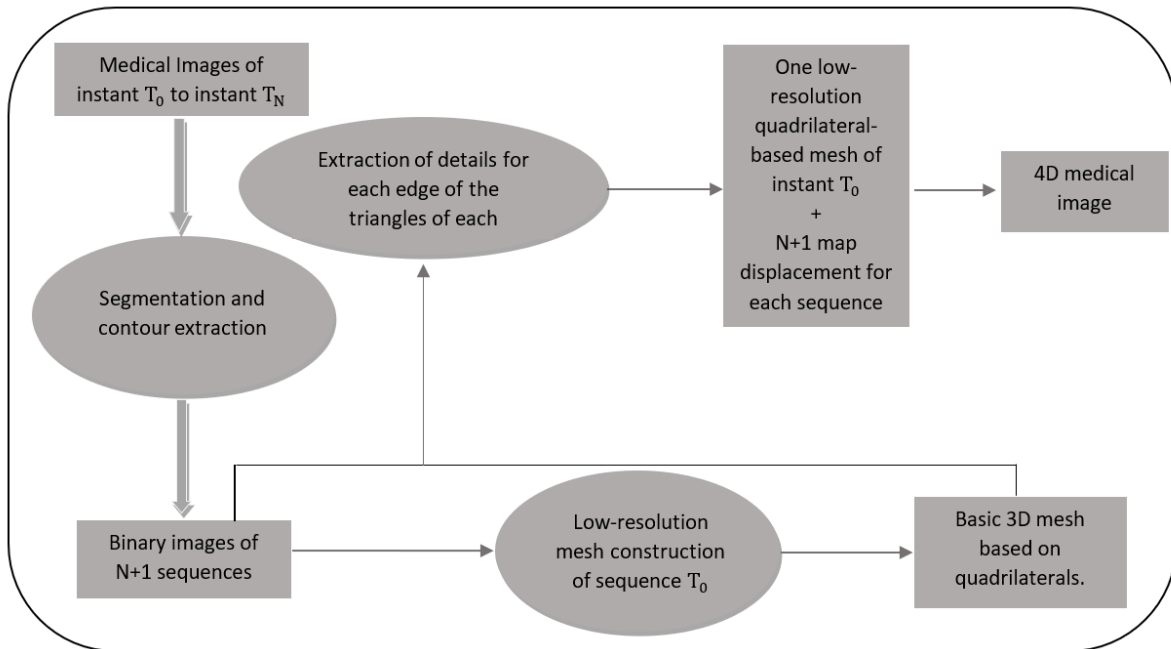 Medical Images of
instant T₀ to instant T_N
Segmentation and
contour extraction
Binary images of
N+1 sequences
Low-resolution
mesh construction
of sequence T₀
Basic 3D mesh
based on
quadrilaterals.
Extraction of details for
each edge of the
triangles of each
One low-
resolution
quadrilateral-
based mesh of
instant T₀
+
N+1 map
displacement for
each sequence
4D medical
image